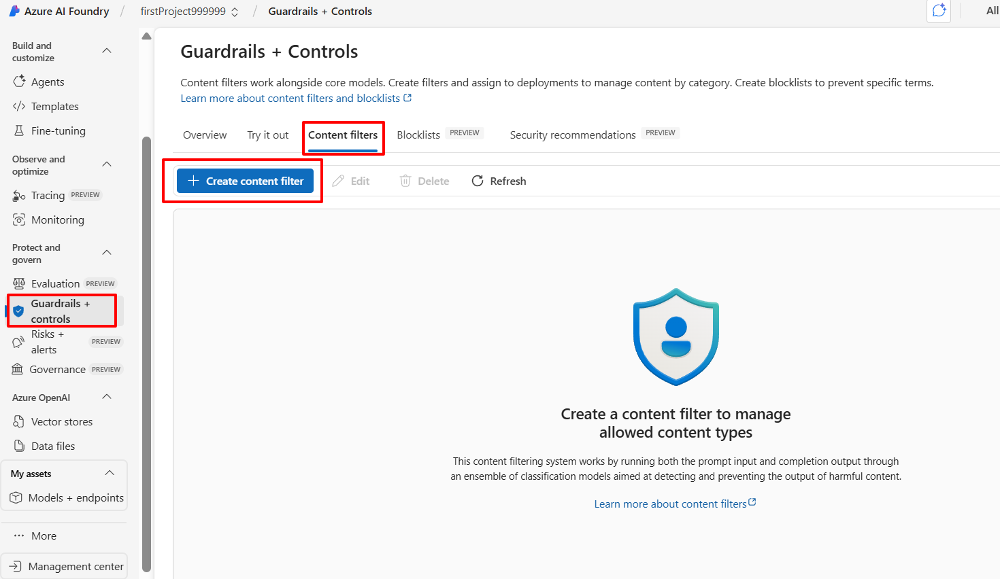 Azure AI Foundry / firstProject999999 / Guardrails + Controls
All
Build and
customize
Agents
Templates
Fine-tuning
Observe and
optimize
Tracing PREVIEW
Monitoring
Protect and
govern
Evaluation PREVIEW
Guardrails +
controls
Risks +
alerts PREVIEW
Governance PREVIEW
Azure OpenAI
Vector stores
Data files
My assets
Models + endpoints
More
Management center
Guardrails + Controls
Content filters work alongside core models. Create filters and assign to deployments to manage content by category. Create blocklists to prevent specific terms.
Learn more about content filters and blocklists
Overview Try it out Content filters Blocklists PREVIEW Security recommendations PREVIEW
Create content filter Edit Delete Refresh
Create a content filter to manage
allowed content types
This content filtering system works by running both the prompt input and completion output through
an ensemble of classification models aimed at detecting and preventing the output of harmful content.
Learn more about content filters